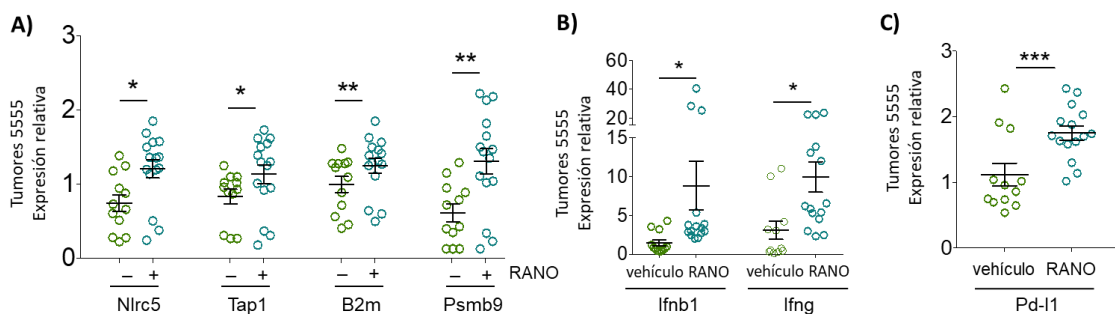 A)
Tumores 5555
Expresión relativa
3
2
1
0
*
*
**
**
– + – + – + – + RANO
Nlrc5 Tap1 B2m Psmb9
B)
Tumores 5555
Expresión relativa
60
40
20
15
10
5
0
*
*
vehículo RANO vehículo RANO
Ifnb1 Ifng
C)
Tumores 5555
Expresión relativa
3
2
1
0
***
vehículo RANO
Pd-l1